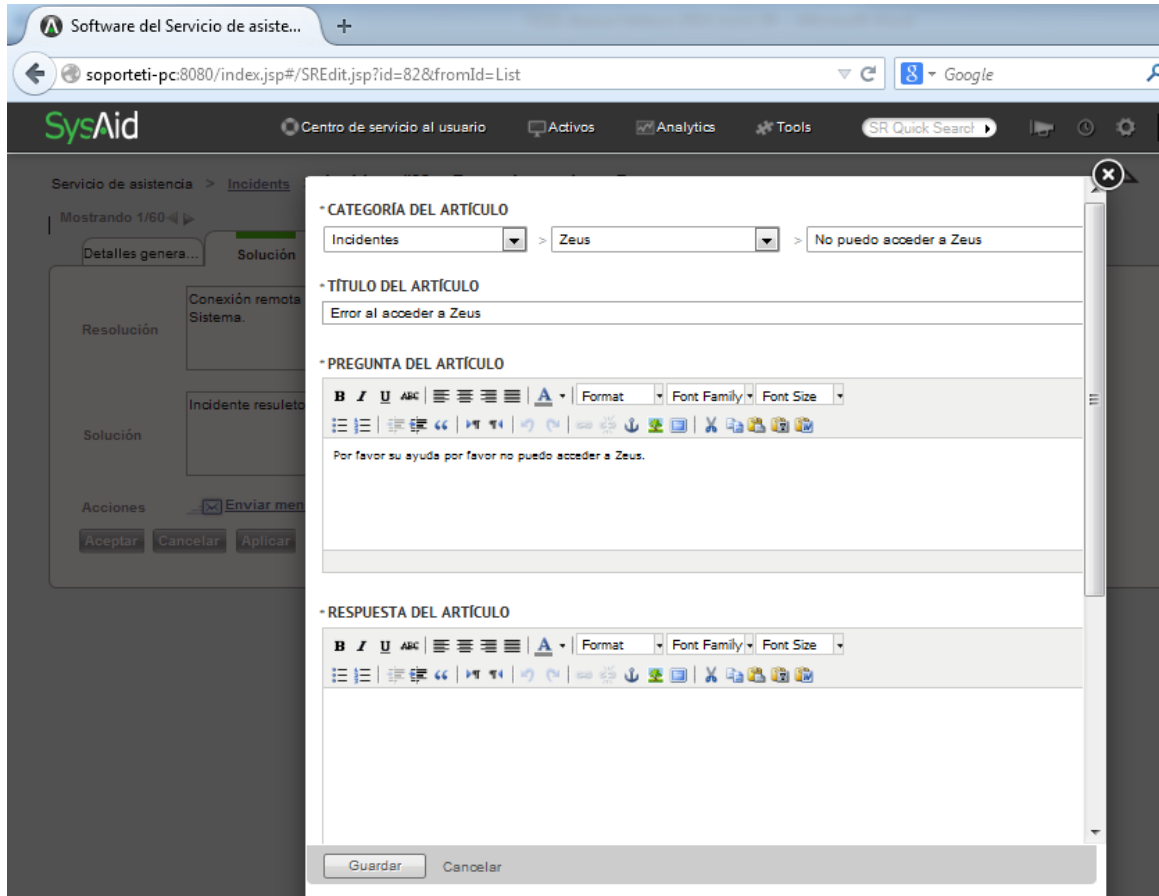 Software del Servicio de asiste...
soporteti-pc:8080/index.jsp#/SREdit.jsp?id=82&fromId=List
Google
SysAid
Centro de servicio al usuario
Activos
Analytics
Tools
SR Quick Search
Servicio de asistencia > Incidents
Mostrando 1/60
Detalles genera...
Solución
Resolución
Conexión remota
Sistema.
Solución
Incidente resuleto
Acciones
Enviar men
Aceptar
Cancelar
Aplicar
* CATEGORÍA DEL ARTÍCULO
Incidentes > Zeus > No puedo acceder a Zeus
* TÍTULO DEL ARTÍCULO
Error al acceder a Zeus
* PREGUNTA DEL ARTÍCULO
B I U ABC A Format Font Family Font Size
Por favor su ayuda por favor no puedo acceder a Zeus.
* RESPUESTA DEL ARTÍCULO
B I U ABC A Format Font Family Font Size
Guardar
Cancelar